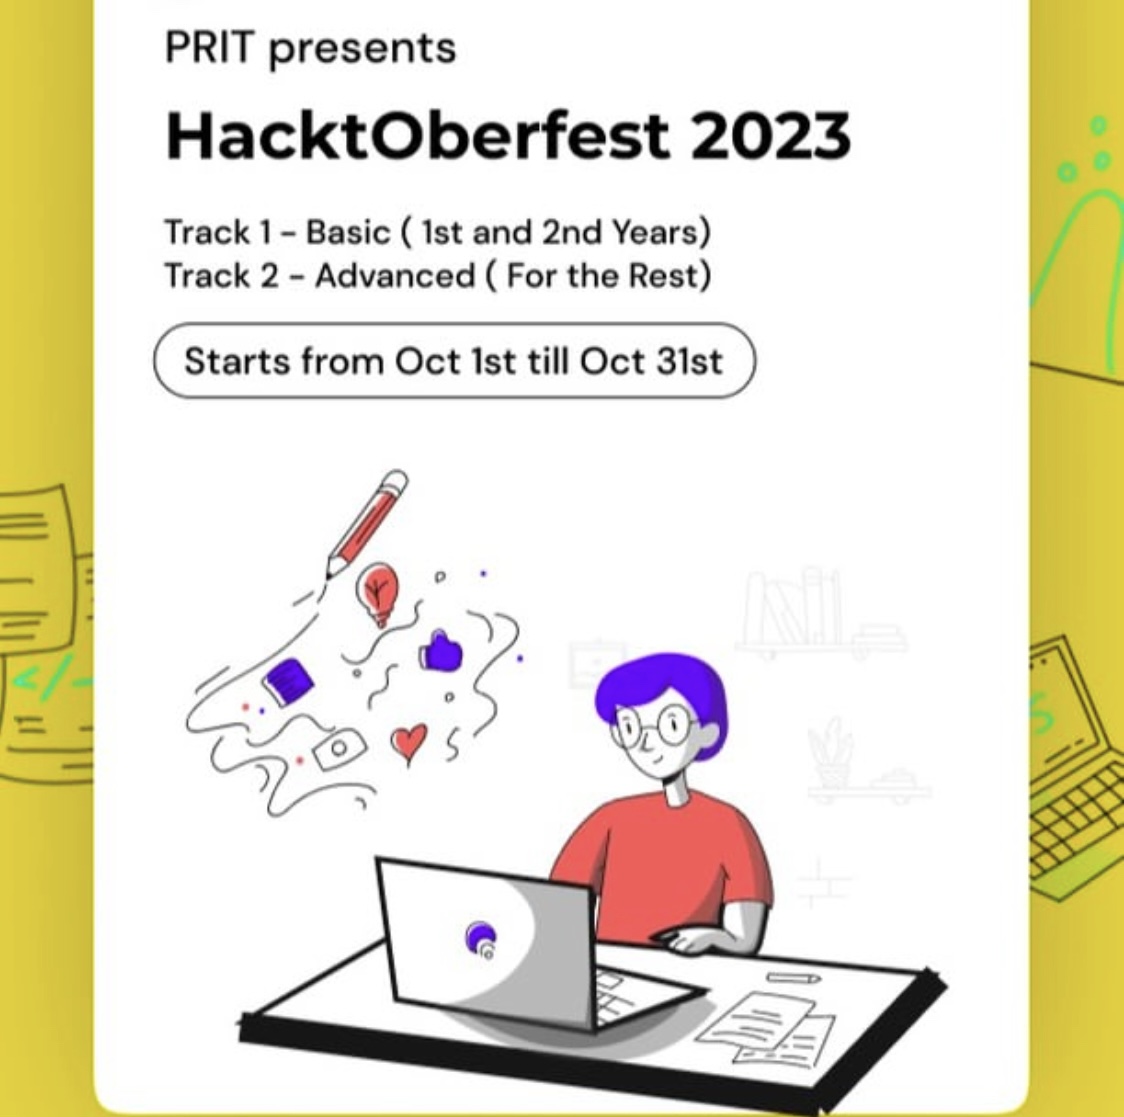 PRIT presents
HacktOberfest 2023
Track 1 - Basic ( 1st and 2nd Years)
Track 2 - Advanced ( For the Rest)
Starts from Oct 1st till Oct 31st